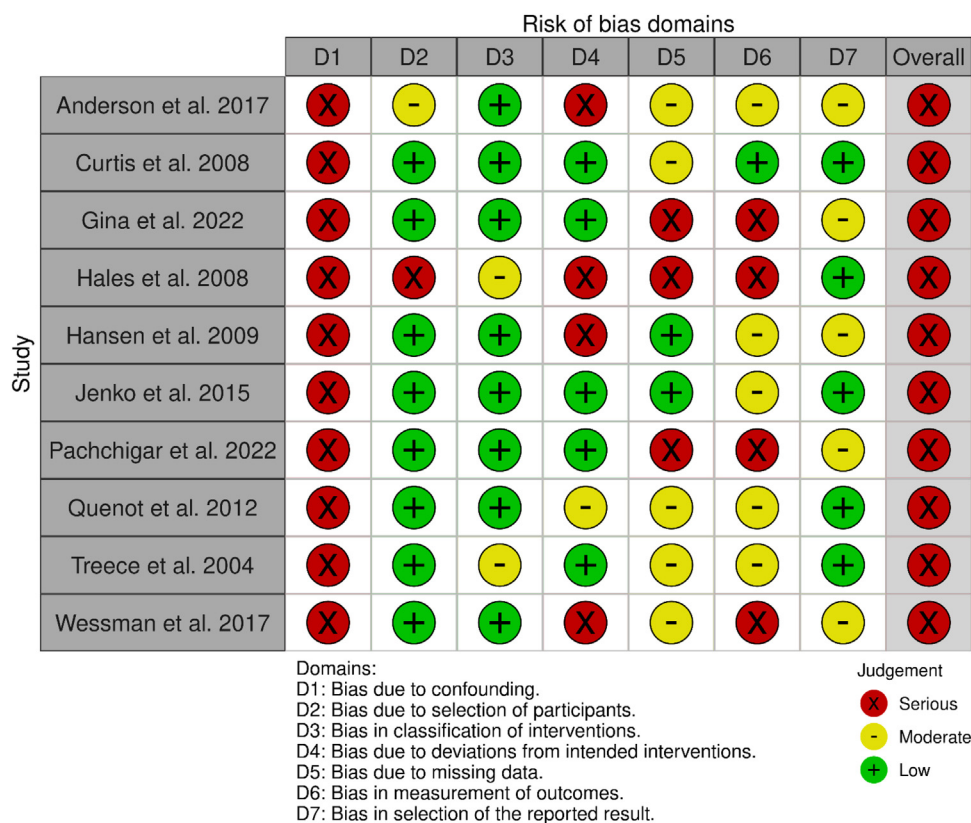 Risk of bias domains
D1 D2 D3 D4 D5 D6 D7 Overall
Study
Anderson et al. 2017 X - + X - - - X
Curtis et al. 2008 X + + + - + + X
Gina et al. 2022 X + + + X X - X
Hales et al. 2008 X X - X X X + X
Hansen et al. 2009 X + + X + - - X
Jenko et al. 2015 X + + + + - + X
Pachchigar et al. 2022 X + + + X X - X
Quenot et al. 2012 X + + - - - + X
Treece et al. 2004 X + - + - - + X
Wessman et al. 2017 X + + X - X - X
Domains:
D1: Bias due to confounding.
D2: Bias due to selection of participants.
D3: Bias in classification of interventions.
D4: Bias due to deviations from intended interventions.
D5: Bias due to missing data.
D6: Bias in measurement of outcomes.
D7: Bias in selection of the reported result.
Judgement
X Serious
- Moderate
+ Low